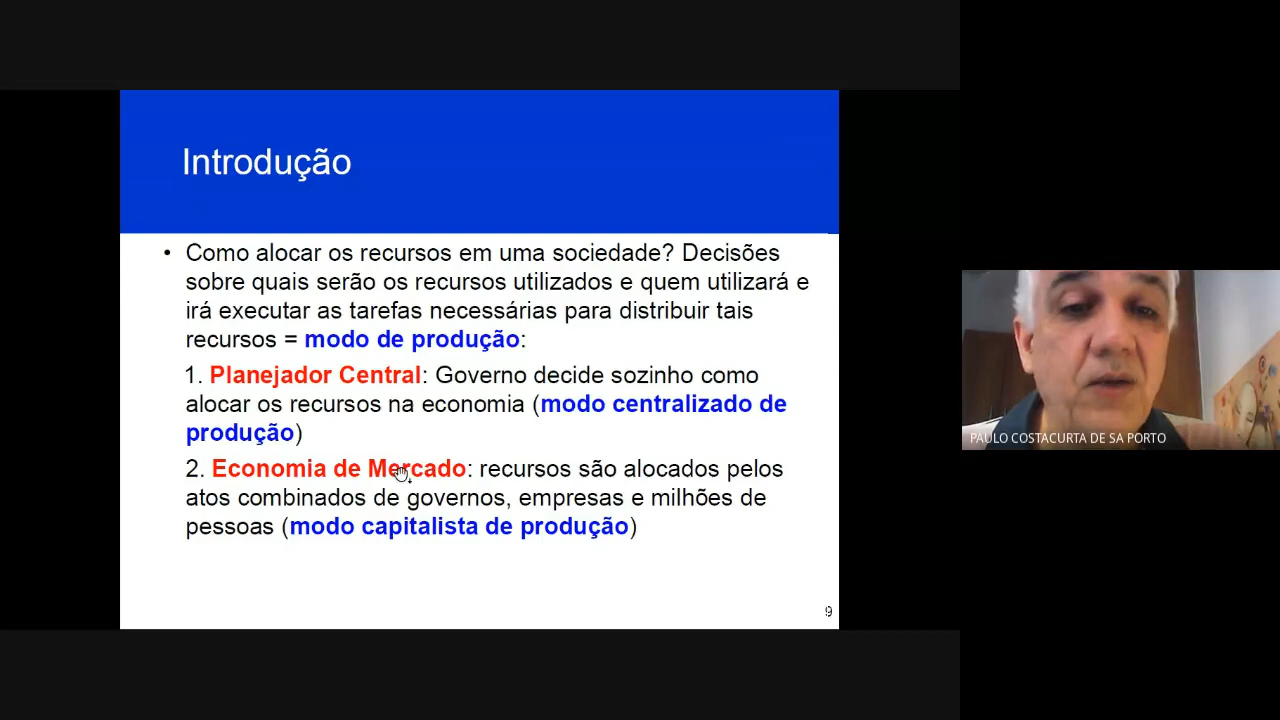 Introdução
• Como alocar os recursos em uma sociedade? Decisões
sobre quais serão os recursos utilizados e quem utilizará e
irá executar as tarefas necessárias para distribuir tais
recursos = modo de produção:
1. Planejador Central: Governo decide sozinho como
alocar os recursos na economia (modo centralizado de
produção)
2. Economia de Mercado: recursos são alocados pelos
atos combinados de governos, empresas e milhões de
pessoas (modo capitalista de produção)
9
PAULO COSTACURTA DE SA PORTO